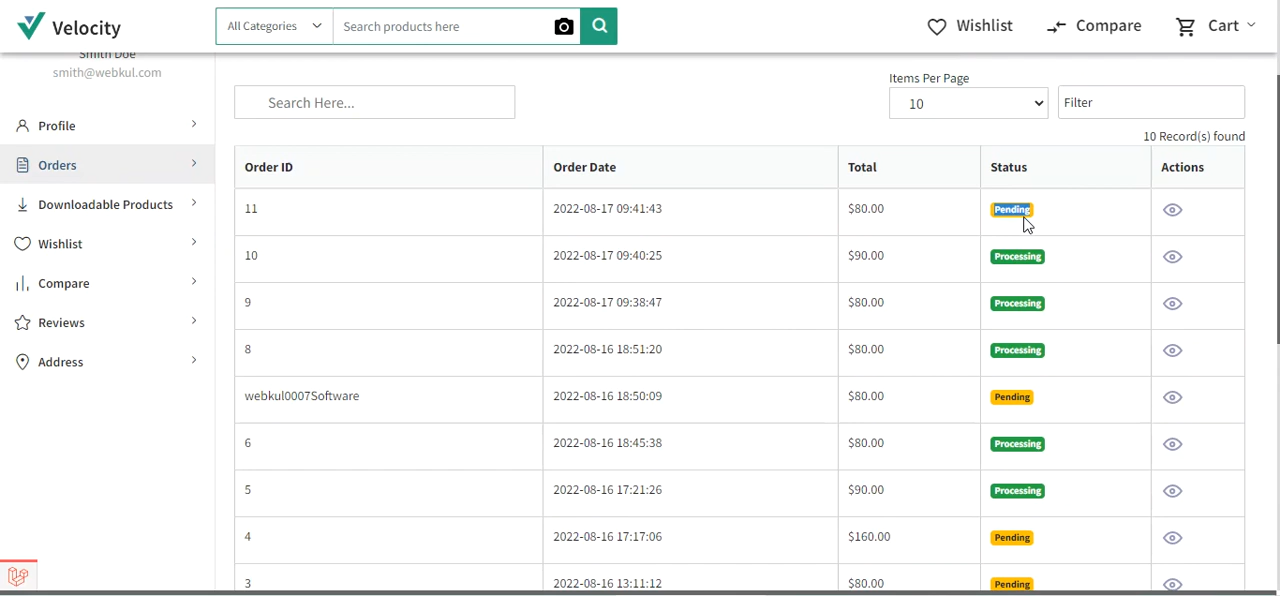 Velocity
All Categories
Search products here
Wishlist
Compare
Cart
Smith Doe
smith@webkul.com
Profile
Orders
Downloadable Products
Wishlist
Compare
Reviews
Address
Items Per Page
Search Here...
10
Filter
10 Record(s) found
Order ID Order Date Total Status Actions
11 2022-08-17 09:41:43 $80.00 Pending
10 2022-08-17 09:40:25 $90.00 Processing
9 2022-08-17 09:38:47 $80.00 Processing
8 2022-08-16 18:51:20 $80.00 Processing
webkul0007Software 2022-08-16 18:50:09 $80.00 Pending
6 2022-08-16 18:45:38 $80.00 Processing
5 2022-08-16 17:21:26 $90.00 Processing
4 2022-08-16 17:17:06 $160.00 Pending
3 2022-08-16 13:11:12 $80.00 Pending